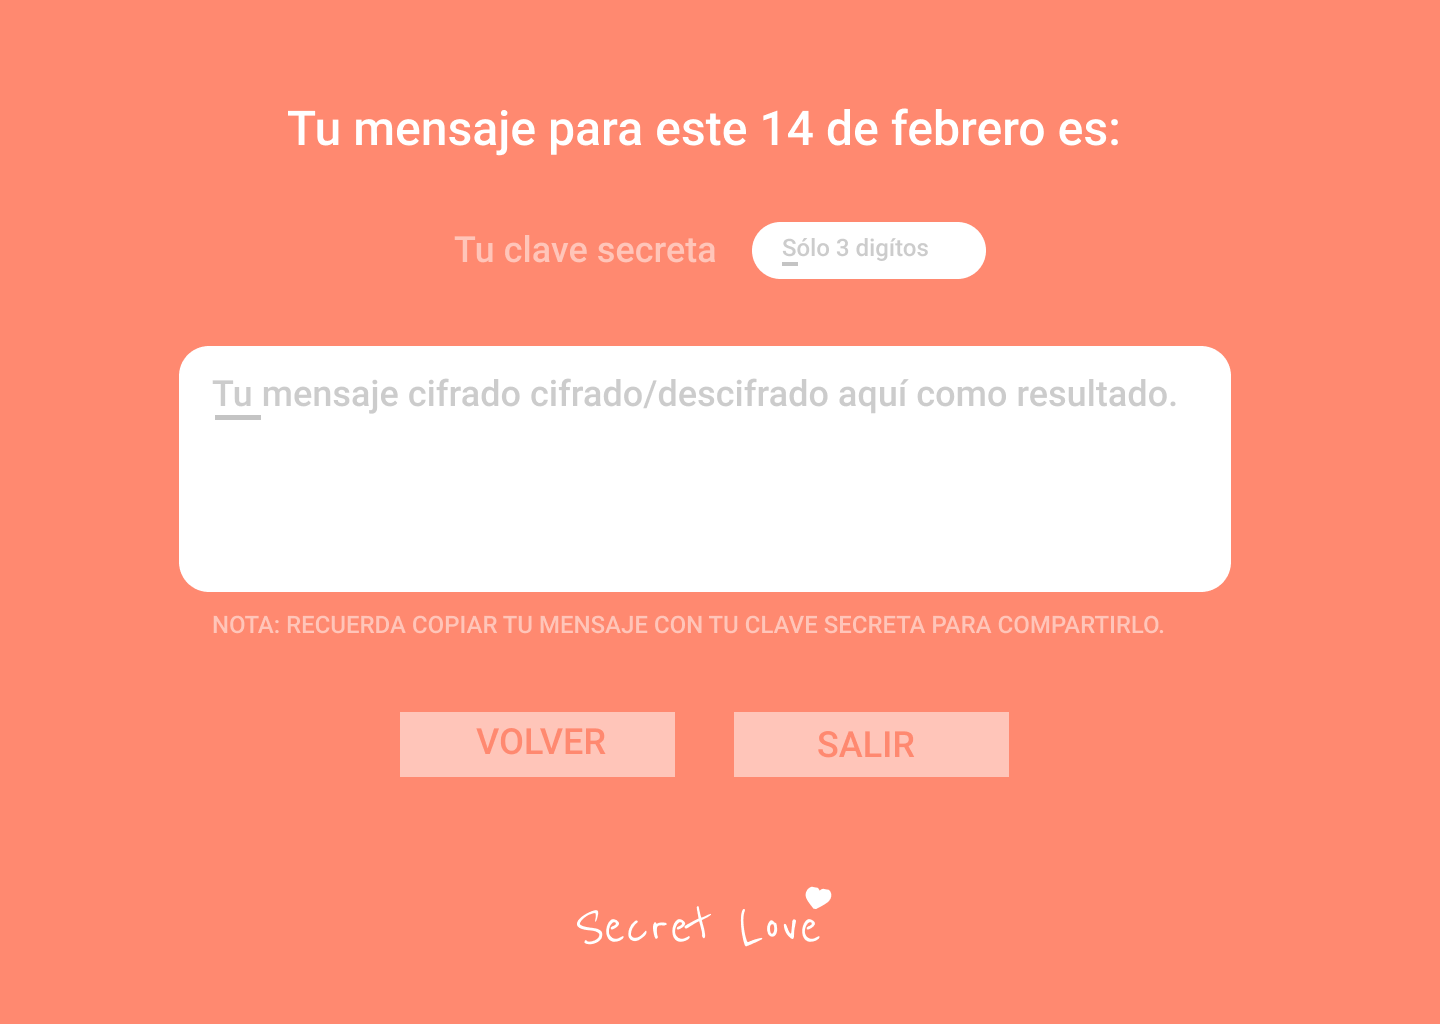 Tu mensaje para este 14 de febrero es:
Tu clave secreta
Sólo 3 digítos
Tu mensaje cifrado cifrado/descifrado aquí como resultado.
NOTA: RECUERDA COPIAR TU MENSAJE CON TU CLAVE SECRETA PARA COMPARTIRLO.
VOLVER
SALIR
Secret Love